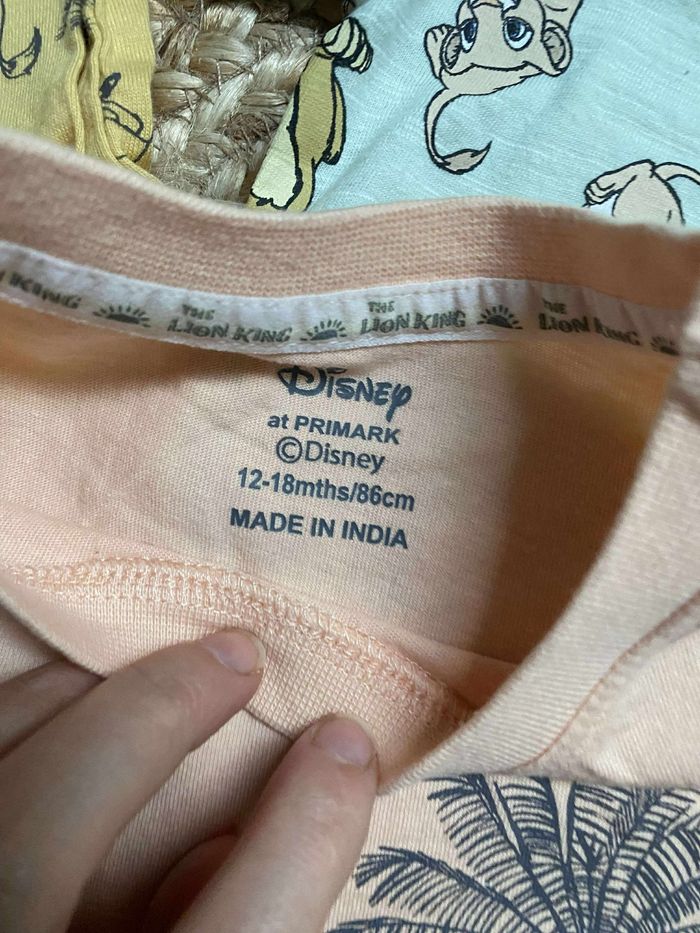 KING
THE
LION KING
THE
LION KING
THE
LION KING
Disney
at PRIMARK
©Disney
12-18mths/86cm
MADE IN INDIA